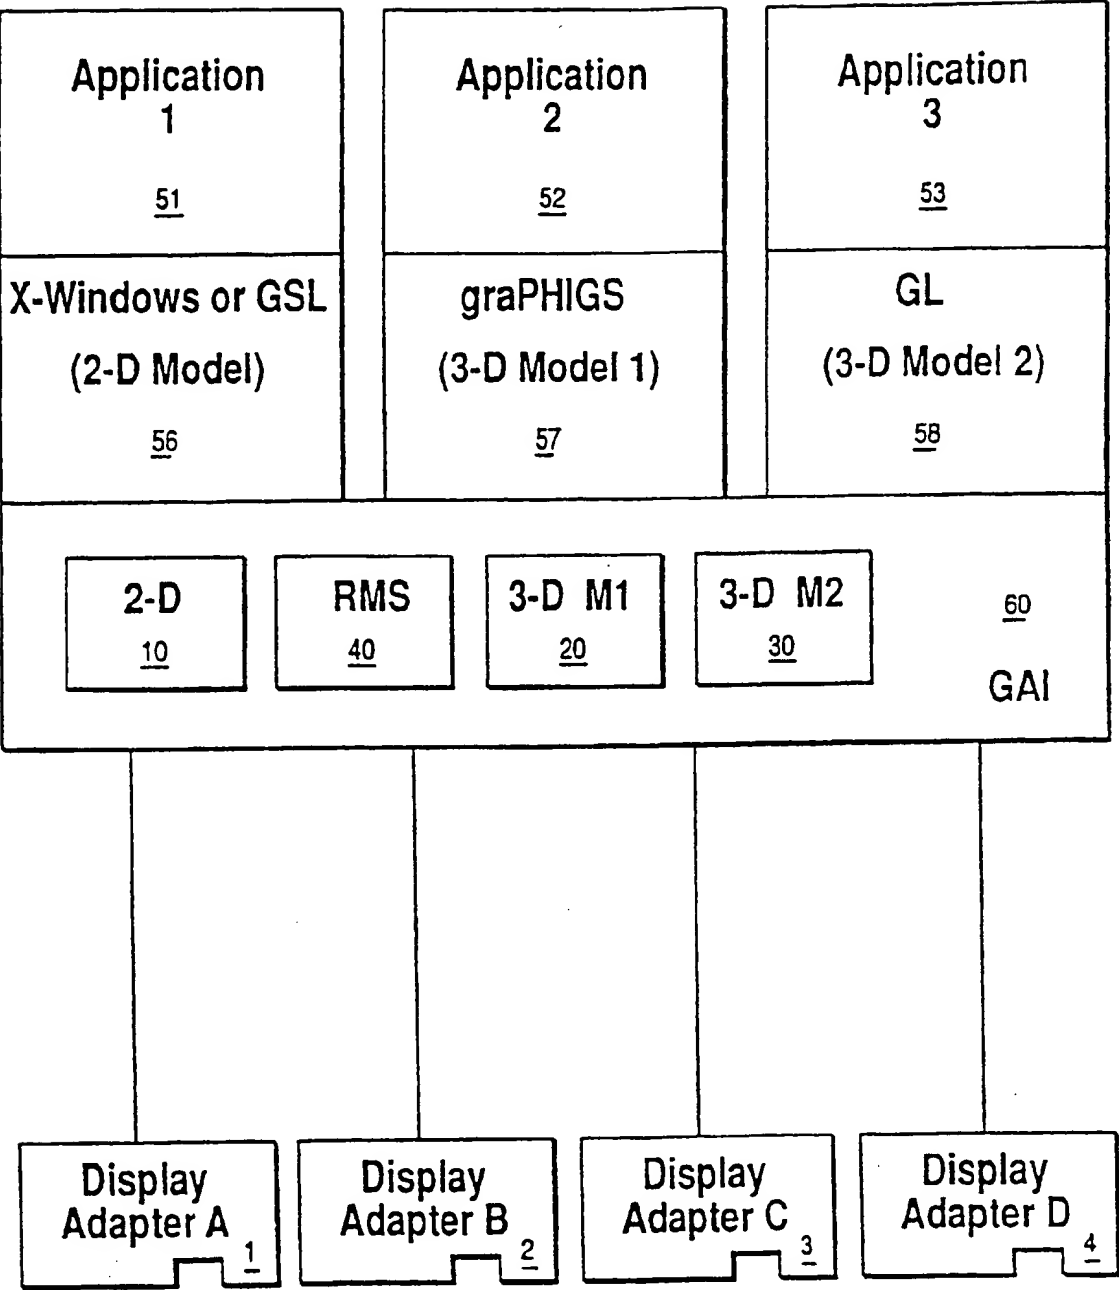 Application
1
51
Application
2
52
Application
3
53
X-Windows or GSL
(2-D Model)
56
graPHIGS
(3-D Model 1)
57
GL
(3-D Model 2)
58
2-D
10
RMS
40
3-D M1
20
3-D M2
30
60
GAI
Display
Adapter A
1
Display
Adapter B
2
Display
Adapter C
3
Display
Adapter D
4